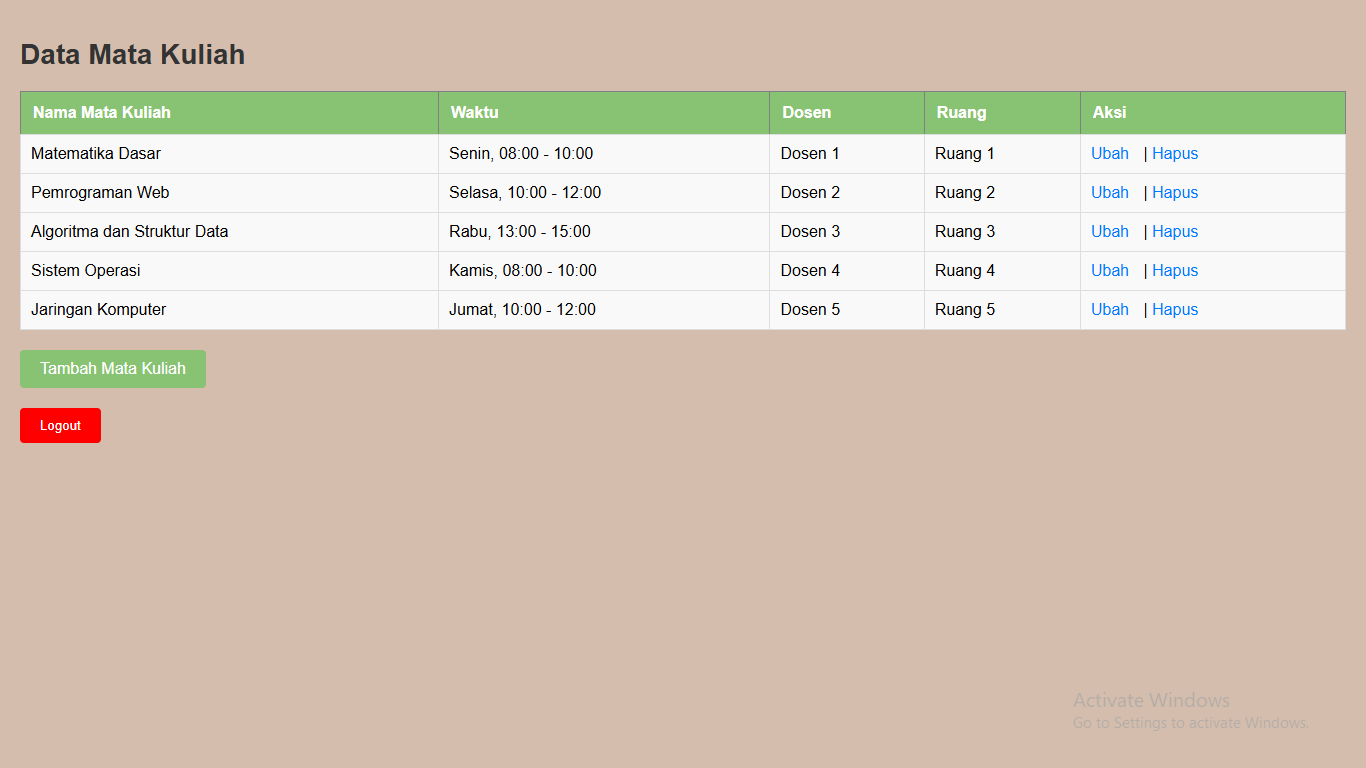 Data Mata Kuliah
Nama Mata Kuliah Waktu Dosen Ruang Aksi
Matematika Dasar Senin, 08:00 - 10:00 Dosen 1 Ruang 1 Ubah | Hapus
Pemrograman Web Selasa, 10:00 - 12:00 Dosen 2 Ruang 2 Ubah | Hapus
Algoritma dan Struktur Data Rabu, 13:00 - 15:00 Dosen 3 Ruang 3 Ubah | Hapus
Sistem Operasi Kamis, 08:00 - 10:00 Dosen 4 Ruang 4 Ubah | Hapus
Jaringan Komputer Jumat, 10:00 - 12:00 Dosen 5 Ruang 5 Ubah | Hapus
Tambah Mata Kuliah
Logout
Activate Windows
Go to Settings to activate Windows.